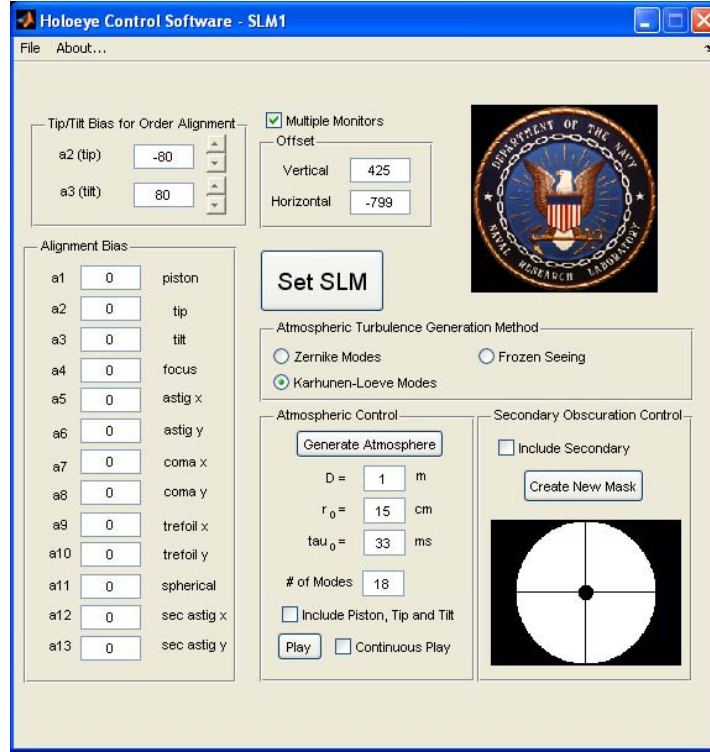 Holoeye Control Software - SLM1
File About...
Tip/Tilt Bias for Order Alignment
a2 (tip) -80
a3 (tilt) 80
Multiple Monitors
Offset
Vertical 425
Horizontal -799
DEPARTMENT OF THE NAVY
NAVAL RESEARCH LABORATORY
Alignment Bias
a1 0 piston
a2 0 tip
a3 0 tilt
a4 0 focus
a5 0 astig x
a6 0 astig y
a7 0 coma x
a8 0 coma y
a9 0 trefoil x
a10 0 trefoil y
a11 0 spherical
a12 0 sec astig x
a13 0 sec astig y
Set SLM
Atmospheric Turbulence Generation Method
Zernike Modes Frozen Seeing
Karhunen-Loeve Modes
Atmospheric Control
Generate Atmosphere
D = 1 m
r 0 = 15 cm
tau 0 = 33 ms
# of Modes 18
Include Piston, Tip and Tilt
Play Continuous Play
Secondary Obscuration Control
Include Secondary
Create New Mask